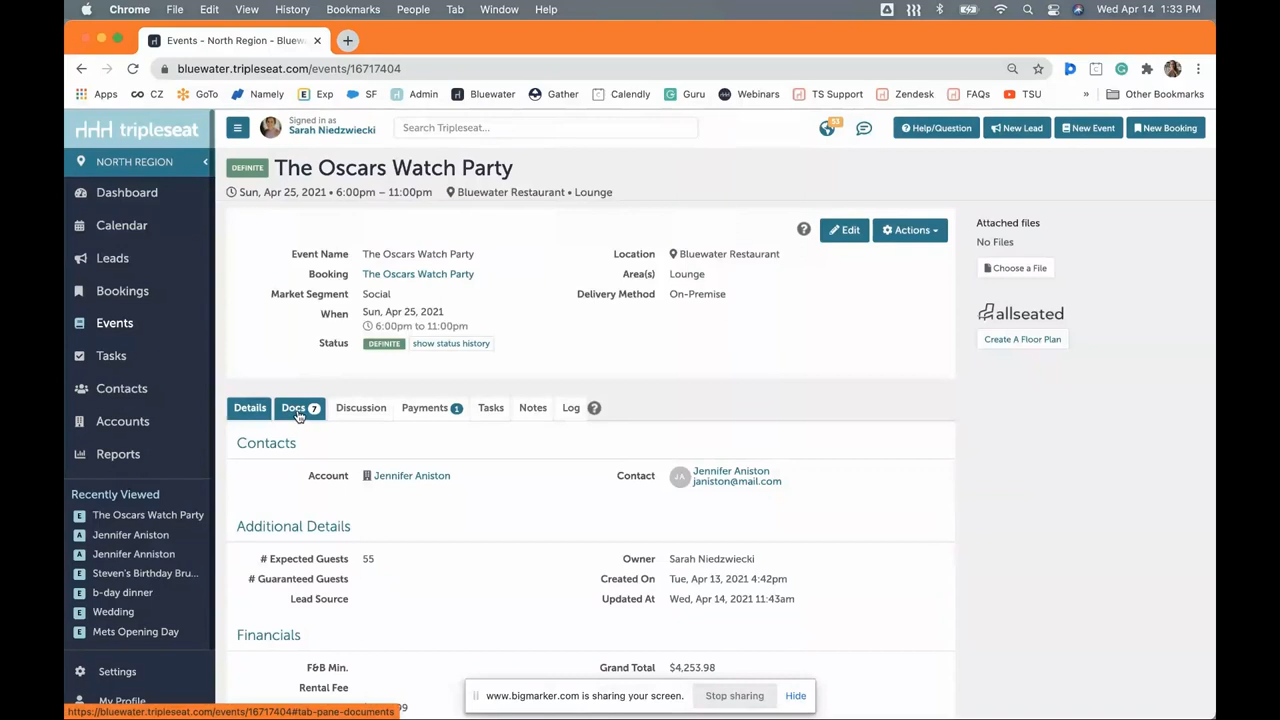 Chrome File Edit View History Bookmarks People Tab Window Help Wed Apr 14 1:33 PM
Events - North Region - Bluew
bluewater.tripleseat.com/events/16717404
Apps CZ GoTo Namely Exp SF Admin Bluewater Gather Calendly Guru Webinars TS Support Zendesk FAQs TSU » Other Bookmarks
tripleseat
Signed in as
Sarah Niedzwiecki
Search Tripleseat...
53
Help/Question
New Lead
New Event
New Booking
NORTH REGION
Dashboard
Calendar
Leads
Bookings
Events
Tasks
Contacts
Accounts
Reports
Recently Viewed
E The Oscars Watch Party
A Jennifer Aniston
A Jennifer Anniston
E Steven's Birthday Bru...
E b-day dinner
E Wedding
E Mets Opening Day
Settings
My Profile
DEFINITE The Oscars Watch Party
Sun, Apr 25, 2021 • 6:00pm – 11:00pm Bluewater Restaurant • Lounge
Edit
Actions
Event Name The Oscars Watch Party
Booking The Oscars Watch Party
Market Segment Social
When Sun, Apr 25, 2021
6:00pm to 11:00pm
Status DEFINITE show status history
Location Bluewater Restaurant
Area(s) Lounge
Delivery Method On-Premise
Attached files
No Files
Choose a File
allseated
Create A Floor Plan
Details Docs 7 Discussion Payments 1 Tasks Notes Log ?
Contacts
Account Jennifer Aniston
Contact JA Jennifer Aniston
janiston@mail.com
Additional Details
# Expected Guests 55
# Guaranteed Guests
Lead Source
Owner Sarah Niedzwiecki
Created On Tue, Apr 13, 2021 4:42pm
Updated At Wed, Apr 14, 2021 11:43am
Financials
F&B Min.
Rental Fee
Grand Total $4,253.98
www.bigmarker.com is sharing your screen. Stop sharing Hide
https://bluewater.tripleseat.com/events/16717404#tab-pane-documents